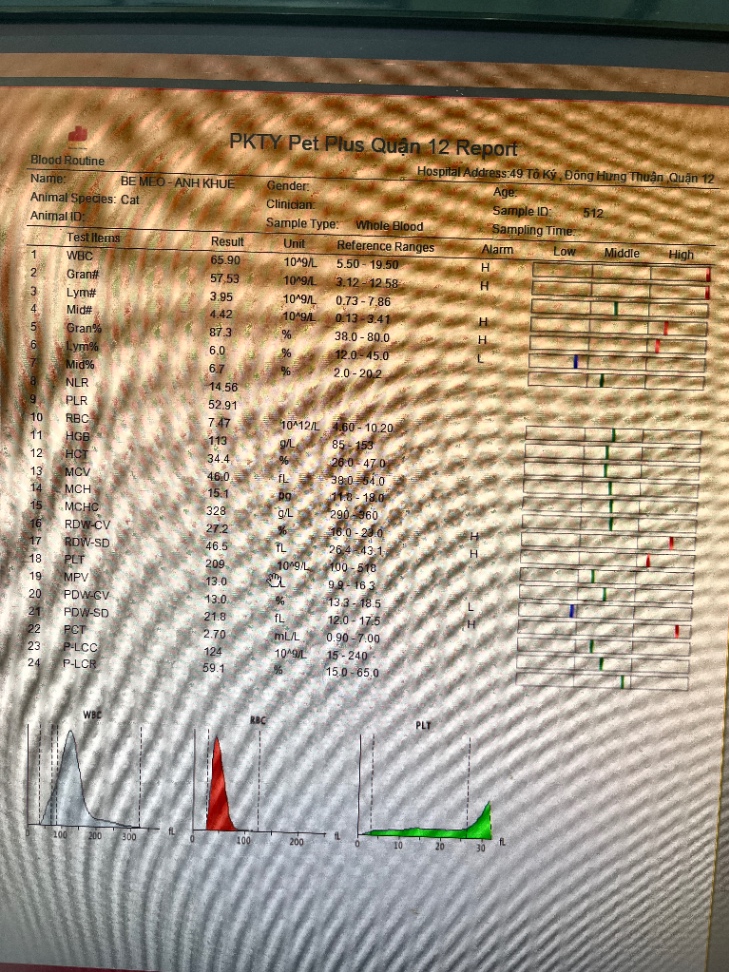 PKTY Pet Plus Quận 12 Report
Blood Routine Hospital Address:49 Tô Ký , Đông Hưng Thuận ,Quận 12
Name: BE MEO - ANH KHUE Gender: Age:
Animal Species: Cat Clinician: Sample ID: 512
Animal ID: Sample Type: Whole Blood Sampling Time:
Test Items Result Unit Reference Ranges Alarm Low Middle High
1 WBC 65.90 10^9/L 5.50 - 19.50 H
2 Gran# 57.53 10^9/L 3.12 - 12.58 H
3 Lym# 3.95 10^9/L 0.73 - 7.86
4 Mid# 4.42 10^9/L 0.13 - 3.41 H
5 Gran% 87.3 % 38.0 - 80.0 H
6 Lym% 6.0 % 12.0 - 45.0 L
7 Mid% 6.7 % 2.0 - 20.2
8 NLR 14.56
9 PLR 52.91
10 RBC 7.47 10^12/L 4.60 - 10.20
11 HGB 113 g/L 85 - 153
12 HCT 34.4 % 26.0 - 47.0
13 MCV 46.0 fL 38.0 - 54.0
14 MCH 15.1 pg 11.8 - 18.0
15 MCHC 328 g/L 290 - 360
16 RDW-CV 27.2 % 16.0 - 23.0 H
17 RDW-SD 46.5 fL 26.4 - 43.1 H
18 PLT 209 10^9/L 100 - 518
19 MPV 13.0 9.9 - 16.3
20 PDW-CV 13.0 % 13.3 - 18.5 L
21 PDW-SD 21.8 fL 12.0 - 17.5 H
22 PCT 2.70 mL/L 0.90 - 7.00
23 P-LCC 124 10^9/L 15 - 240
24 P-LCR 59.1 % 15.0 - 65.0
WBC RBC PLT
100 200 300 fL 0 100 200 fL 0 10 20 30 fL